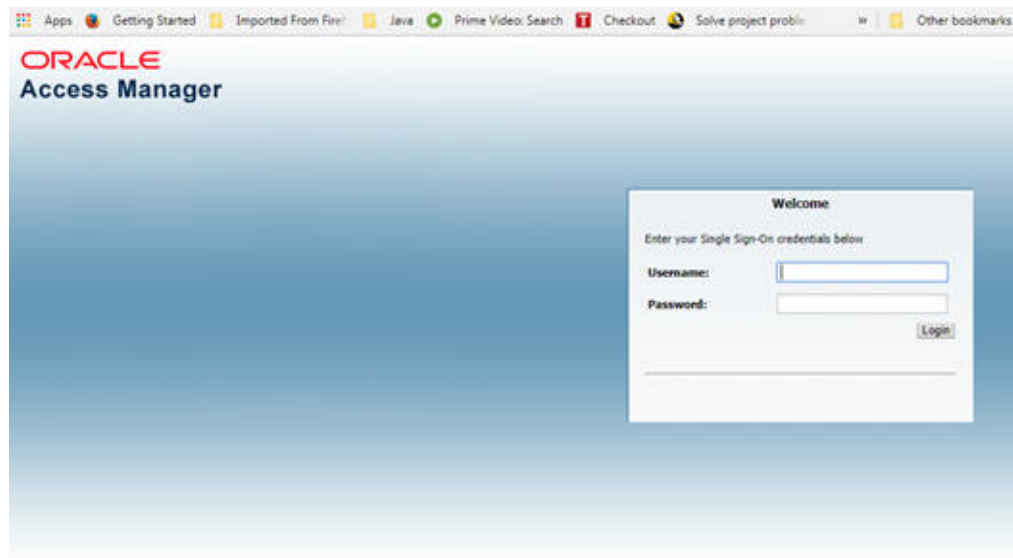 Apps Getting Started Imported From Fire Java Prime Video: Search Checkout Solve project proble » Other bookmarks
ORACLE
Access Manager
Welcome
Enter your Single Sign-On credentials below
Username:
Password:
Login